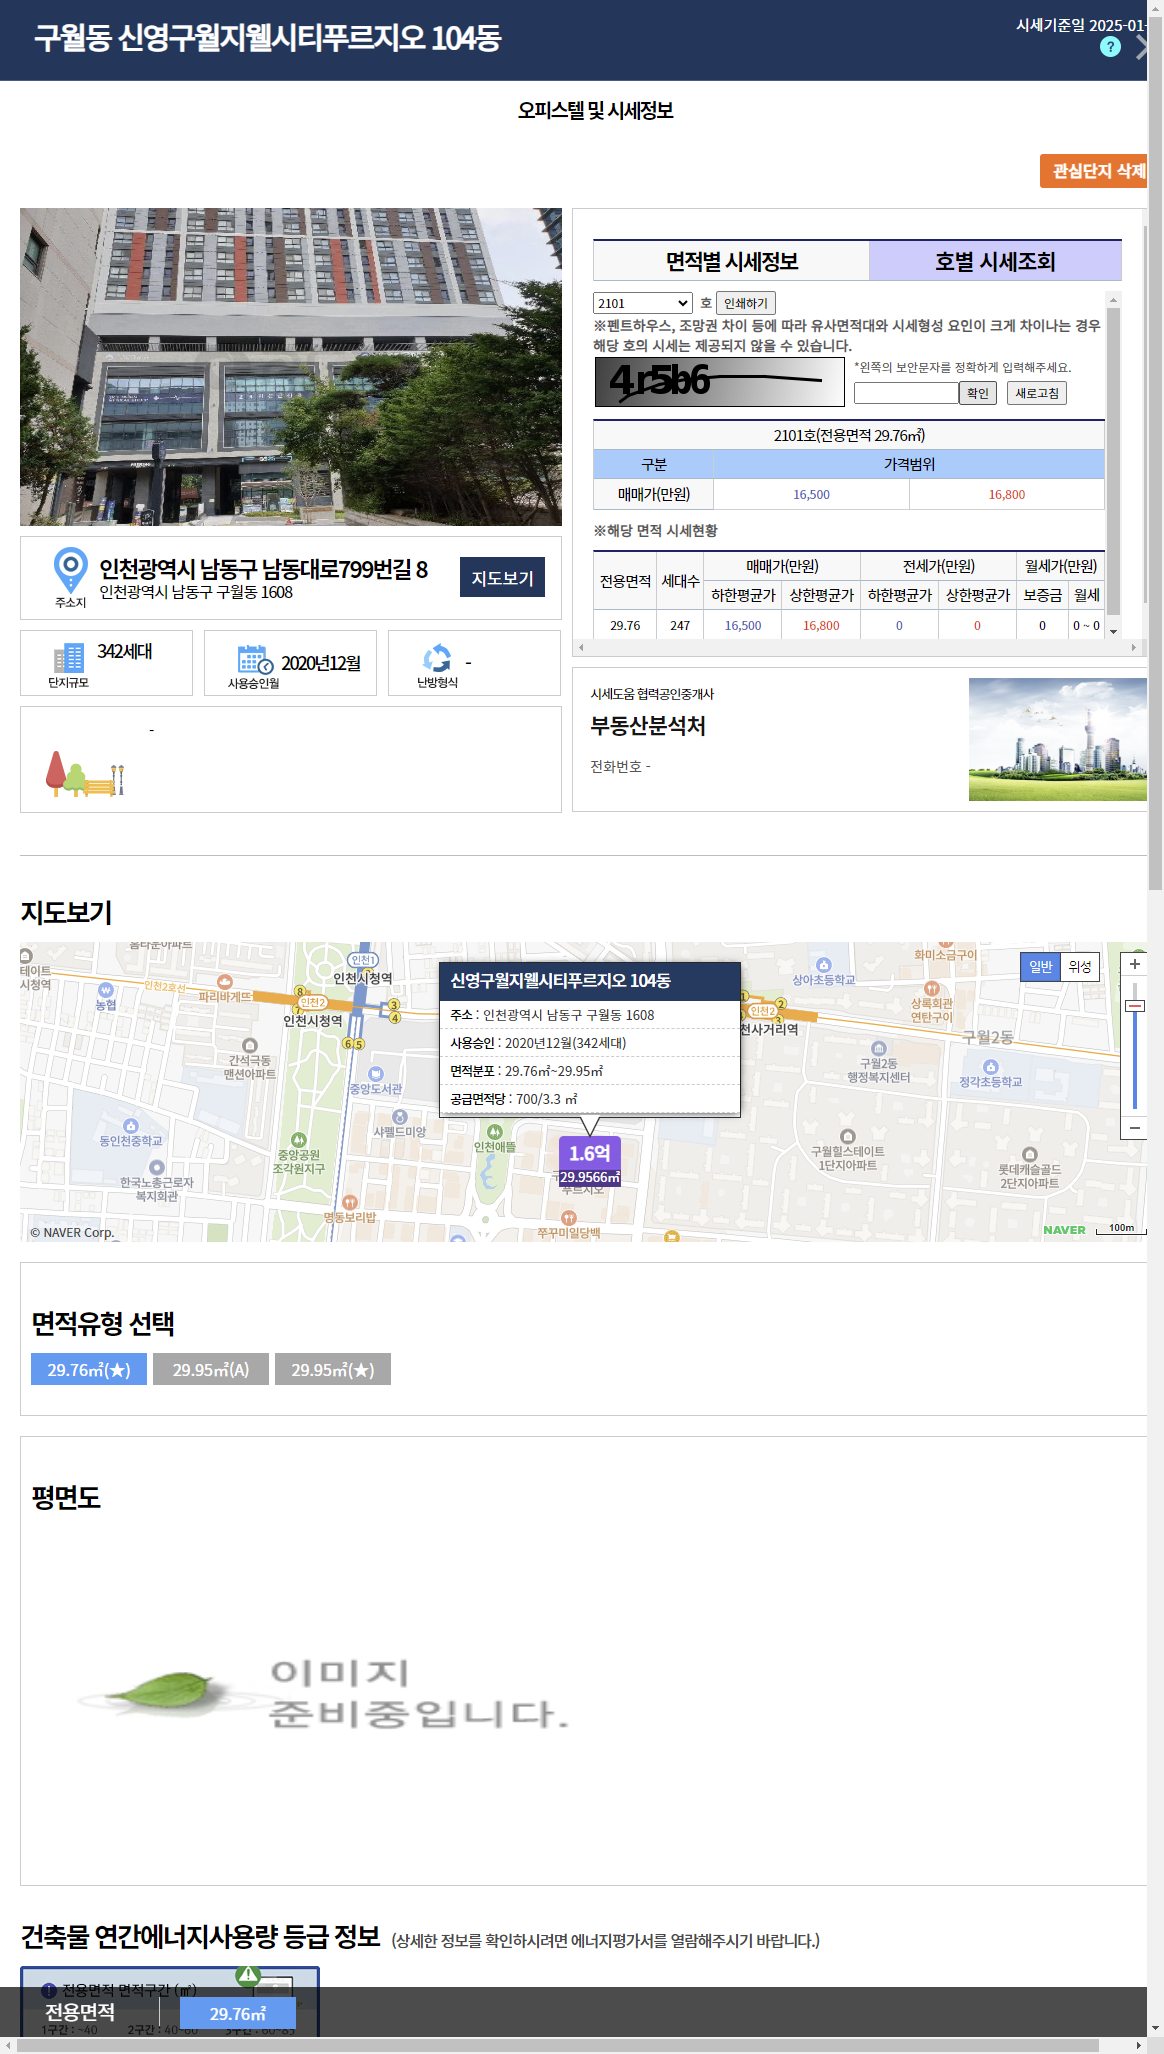 구월동 신영구월지웰시티푸르지오 104동
시세기준일 2025-01-
?
오피스텔 및 시세정보
관심단지 삭제
면적별 시세정보
호별 시세조회
2101 호 인쇄하기
※펜트하우스, 조망권 차이 등에 따라 유사면적대와 시세형성 요인이 크게 차이나는 경우
해당 호의 시세는 제공되지 않을 수 있습니다.
4r5b6
*왼쪽의 보안문자를 정확하게 입력해주세요.
확인 새로고침
2101호(전용면적 29.76㎡)
구분 가격범위
매매가(만원) 16,500 16,800
※해당 면적 시세현황
전용면적 세대수 매매가(만원) 전세가(만원) 월세가(만원)
하한평균가 상한평균가 하한평균가 상한평균가 보증금 월세
29.76 247 16,500 16,800 0 0 0 0 ~ 0
주소지
인천광역시 남동구 남동대로799번길 8
인천광역시 남동구 구월동 1608
지도보기
342세대
단지규모
2020년12월
사용승인월
-
난방형식
-
시세도움 협력공인중개사
부동산분석처
전화번호 -
지도보기
홈타운아파트
테이트
시청역
농협
인천2호선
파리바게뜨
인천1
인천시청역
인천2
인천시청역
8
7
3
4
6 5
간석극동
맨션아파트
중앙도서관
샤펠드미앙
동인천중학교
중앙공원
조각원지구
한국노총근로자
복지회관
명동보리밥
인천애뜰
쭈꾸미일당백
신영구월지웰시티푸르지오 104동
주소 : 인천광역시 남동구 구월동 1608
사용승인 : 2020년12월(342세대)
면적분포 : 29.76㎡~29.95㎡
공급면적당 : 700/3.3 ㎡
1.6억
29.9566㎡
푸르지오
1
2
인천2
3
천사거리역
상아초등학교
화미소금구이
상록회관
연탄구이
구월2동
구월2동
행정복지센터
정각초등학교
구월힐스테이트
1단지아파트
롯데캐슬골드
2단지아파트
일반 위성
+
−
© NAVER Corp.
NAVER
100m
면적유형 선택
29.76㎡(★) 29.95㎡(A) 29.95㎡(★)
평면도
이미지
준비중입니다.
건축물 연간에너지사용량 등급 정보 (상세한 정보를 확인하시려면 에너지평가서를 열람해주시기 바랍니다.)
전용면적 면적구간 (㎡)
전용면적 29.76㎡
1구간 : ~40 2구간 : 40~60 3구간 : 60~85